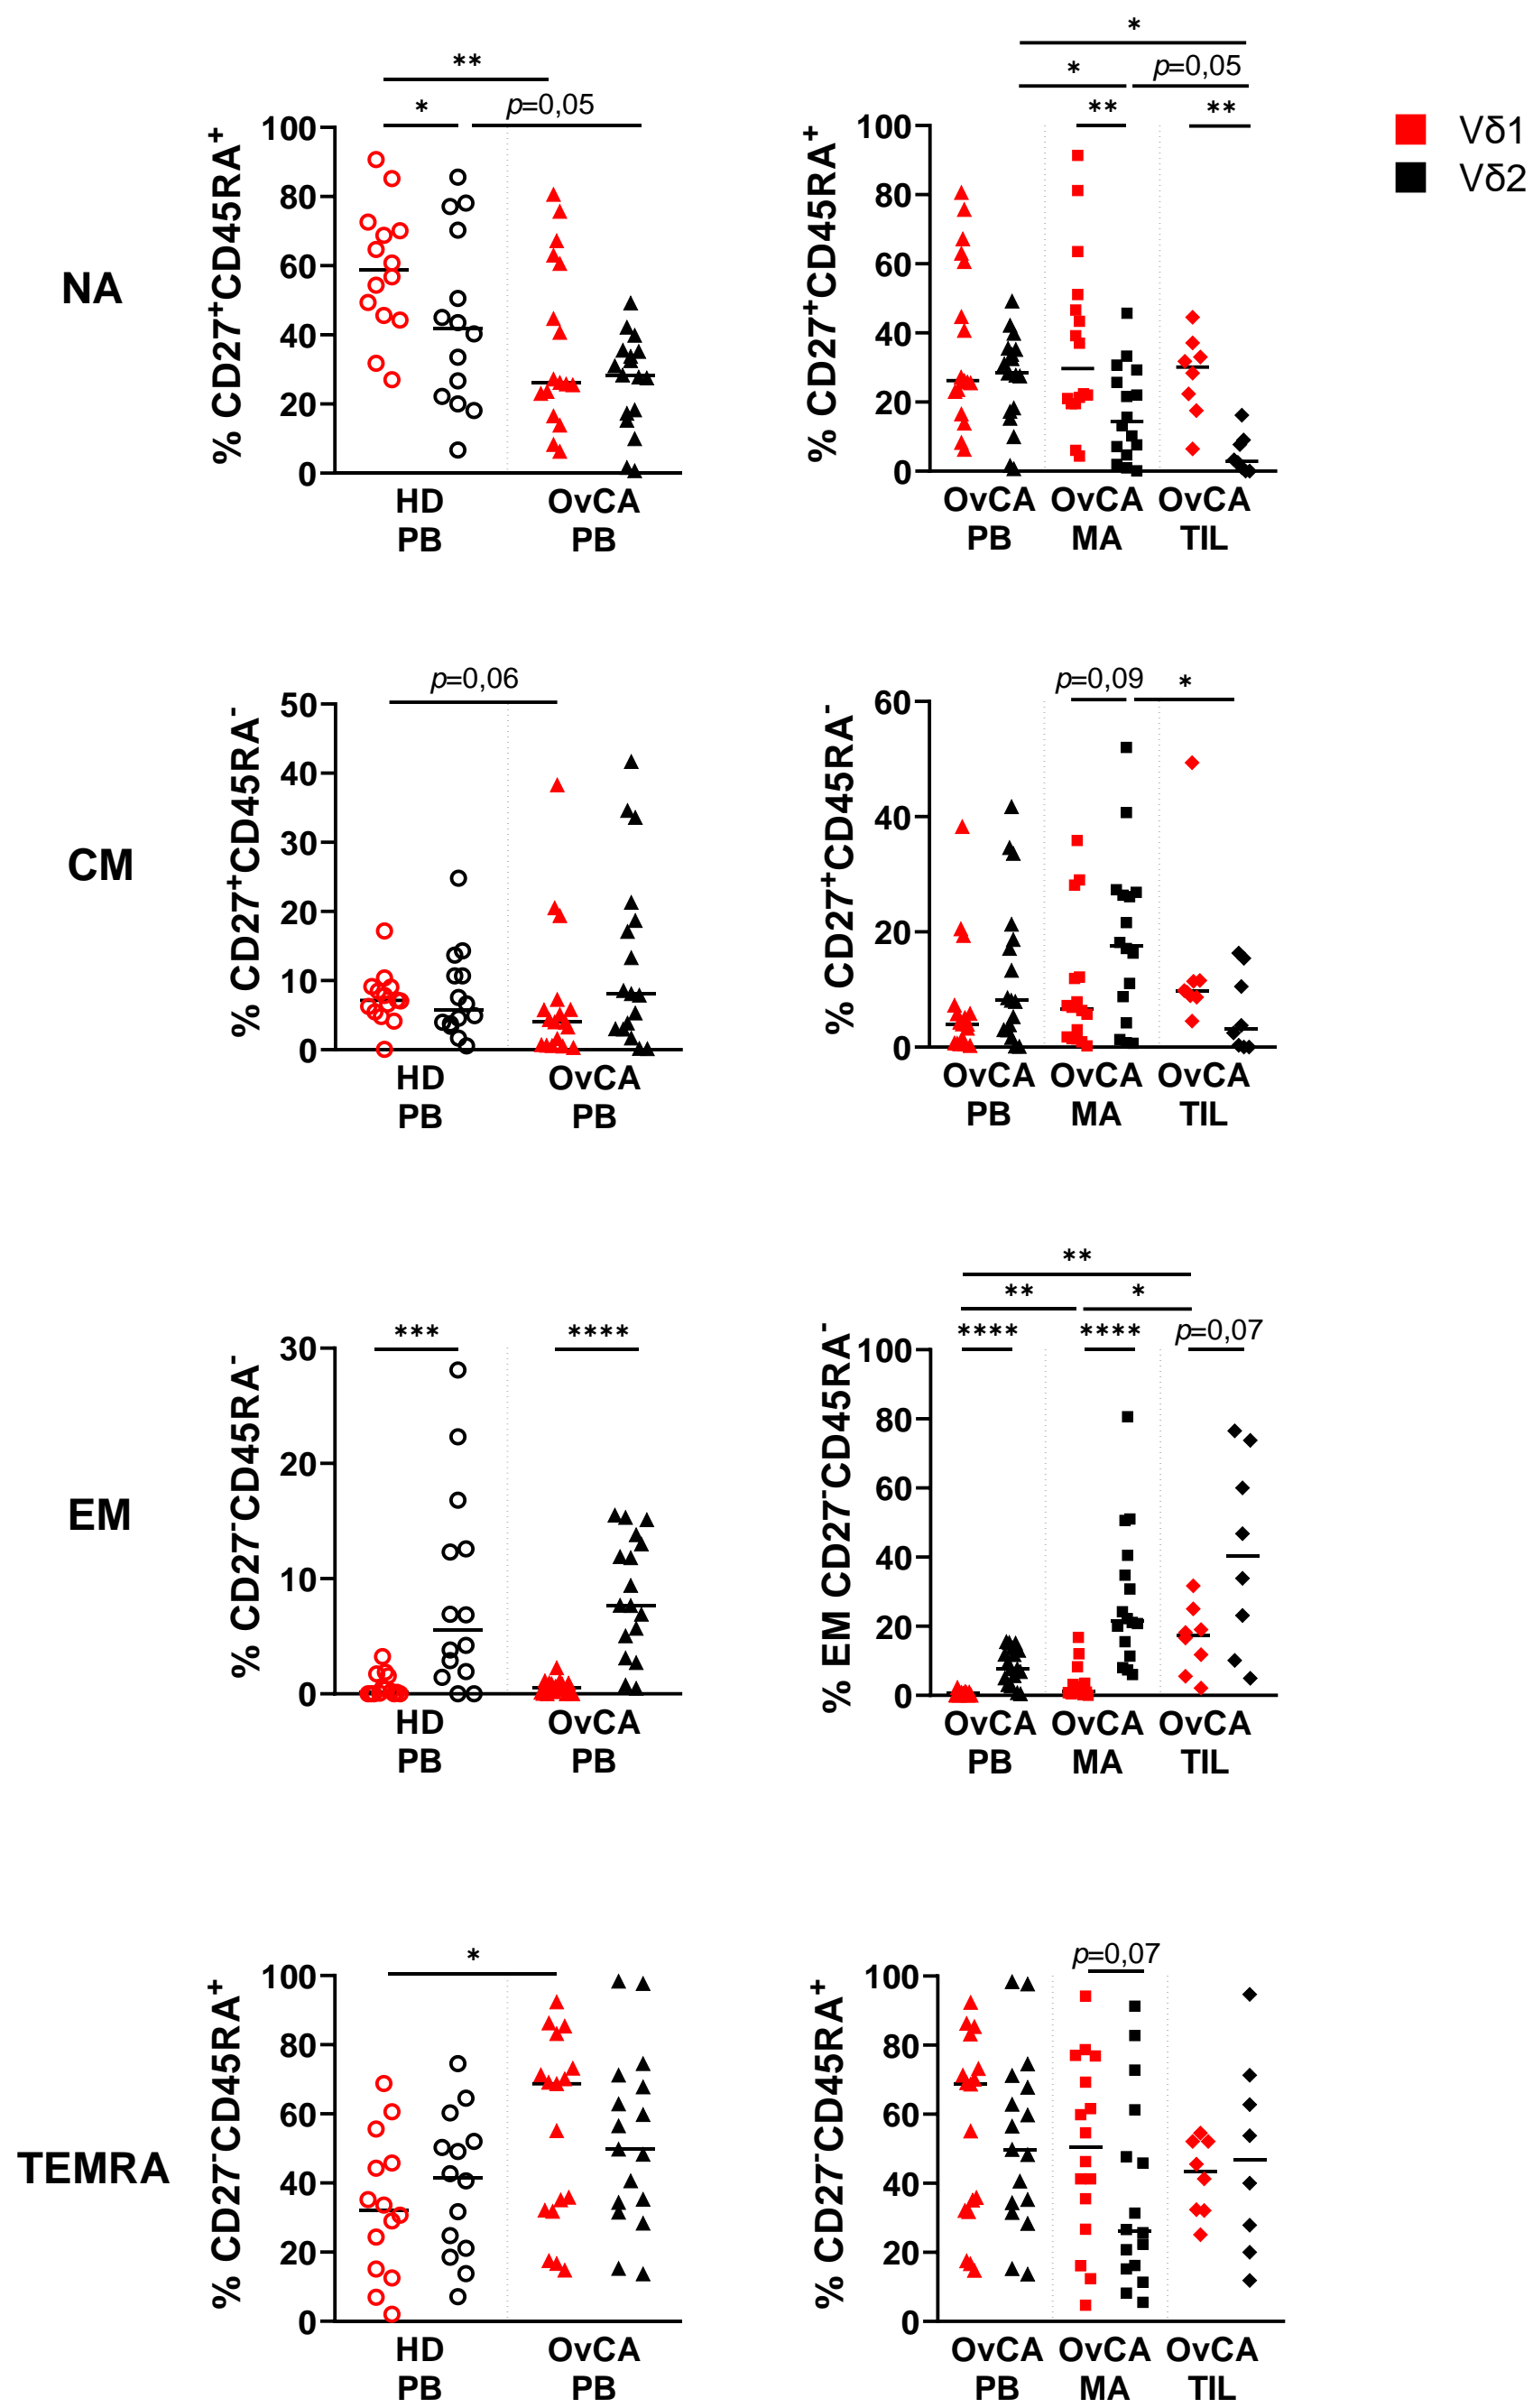 *
** * p=0,05
* p=0,05 ** **
NA
% CD27+CD45RA+
100
80
60
40
20
0
HD OvCA
PB PB
% CD27+CD45RA+
100
80
60
40
20
0
OvCA OvCA OvCA
PB MA TIL
Vδ1
Vδ2
p=0,06 p=0,09 *
CM
% CD27+CD45RA-
50
40
30
20
10
0
HD OvCA
PB PB
% CD27+CD45RA-
60
40
20
0
OvCA OvCA OvCA
PB MA TIL
**
** *
*** **** **** **** p=0,07
EM
% CD27-CD45RA-
30
20
10
0
HD OvCA
PB PB
% EM CD27-CD45RA-
100
80
60
40
20
0
OvCA OvCA OvCA
PB MA TIL
* p=0,07
TEMRA
% CD27-CD45RA+
100
80
60
40
20
0
HD OvCA
PB PB
% CD27-CD45RA+
100
80
60
40
20
0
OvCA OvCA OvCA
PB MA TIL